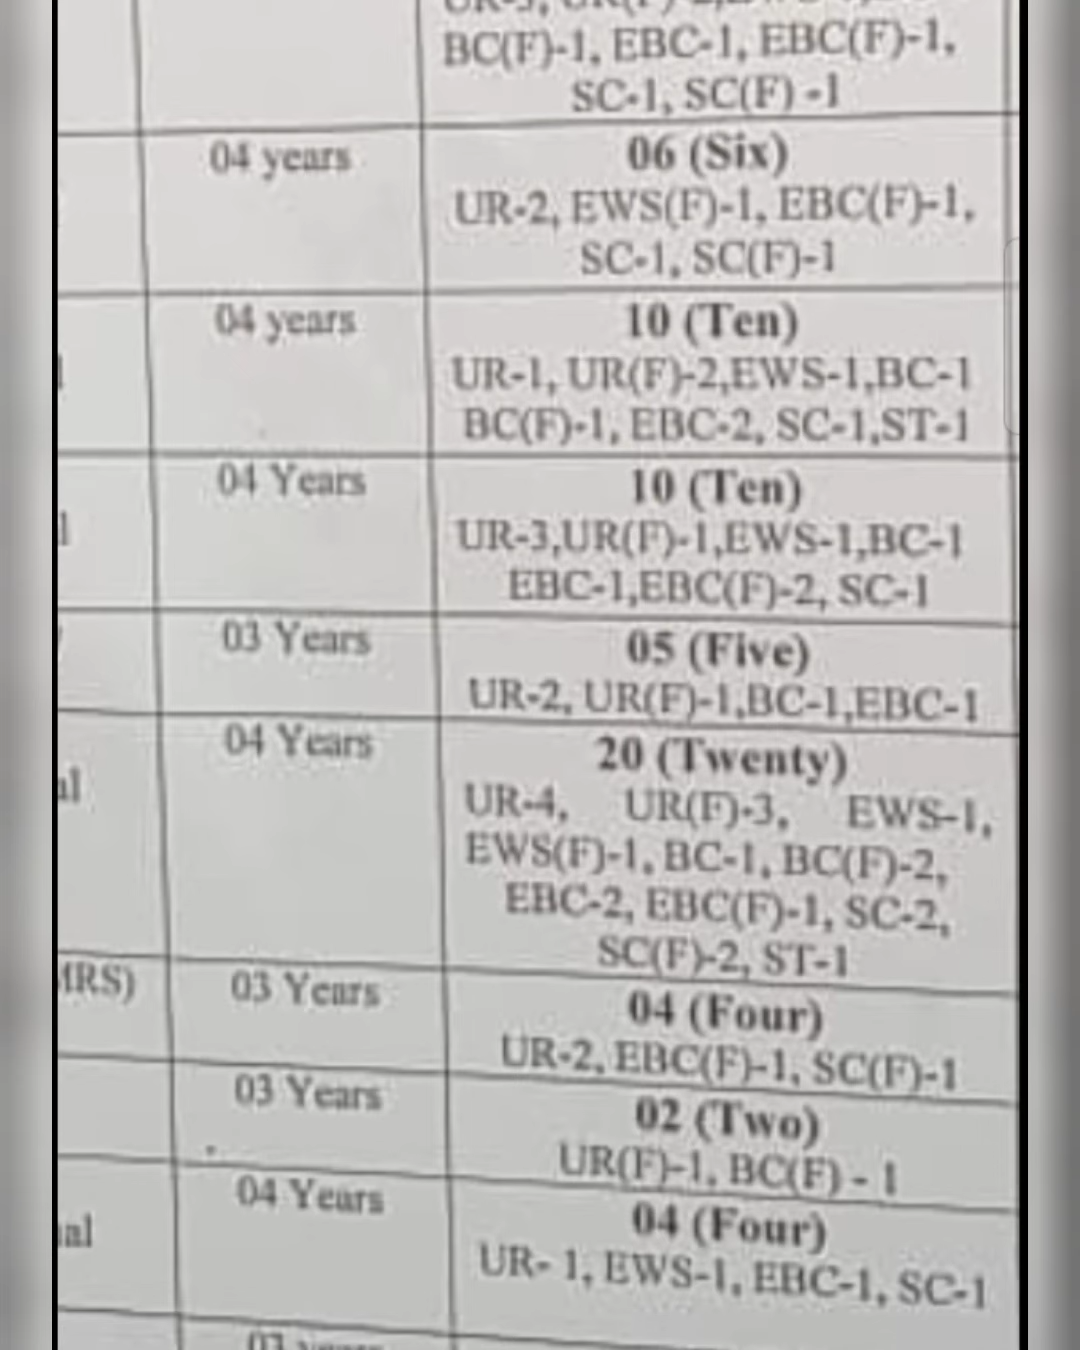 BC(F)-1, EBC-1, EBC(F)-1,
SC-1, SC(F) -1
04 years
06 (Six)
UR-2, EWS(F)-1, EBC(F)-1,
SC-1, SC(F)-1
04 years
10 (Ten)
UR-1, UR(F)-2,EWS-1,BC-1
BC(F)-1, EBC-2, SC-1,ST-1
04 Years
10 (Ten)
UR-3,UR(F)-1,EWS-1,BC-1
EBC-1,EBC(F)-2, SC-1
03 Years
05 (Five)
UR-2, UR(F)-1,BC-1,EBC-1
al
04 Years
20 (Twenty)
UR-4, UR(F)-3, EWS-1,
EWS(F)-1, BC-1, BC(F)-2,
EBC-2, EBC(F)-1, SC-2,
SC(F)-2, ST-1
MRS)
03 Years
04 (Four)
UR-2, EBC(F)-1, SC(F)-1
03 Years
02 (Two)
UR(F)-1, BC(F) - 1
al
04 Years
04 (Four)
UR- 1, EWS-1, EBC-1, SC-1